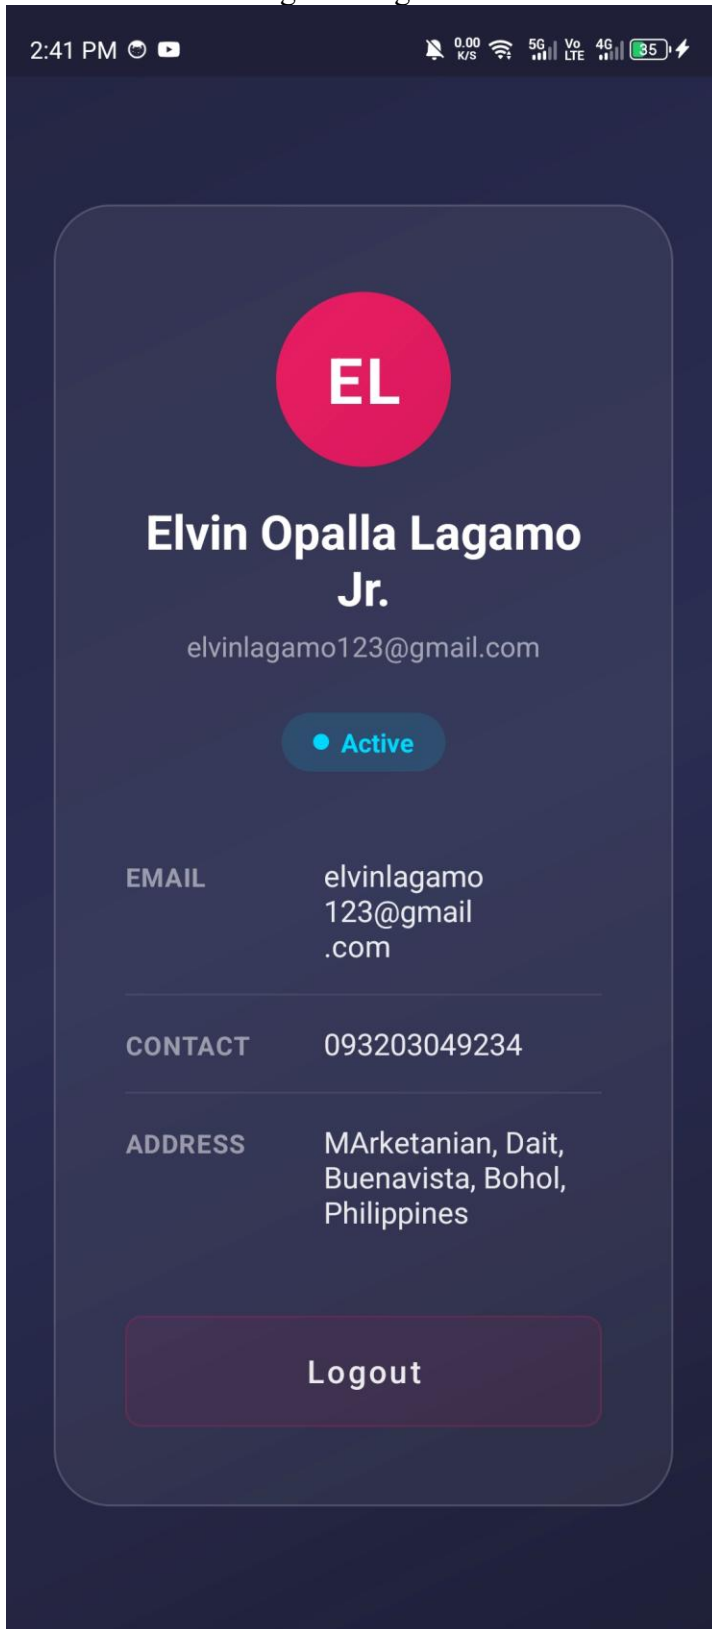 2:41 PM
0.00 K/S 5G Vo LTE 4G 35
EL
Elvin Opalla Lagamo
Jr.
elvinlagamo123@gmail.com
Active
EMAIL elvinlagamo
123@gmail
.com
CONTACT 093203049234
ADDRESS MArketanian, Dait,
Buenavista, Bohol,
Philippines
Logout